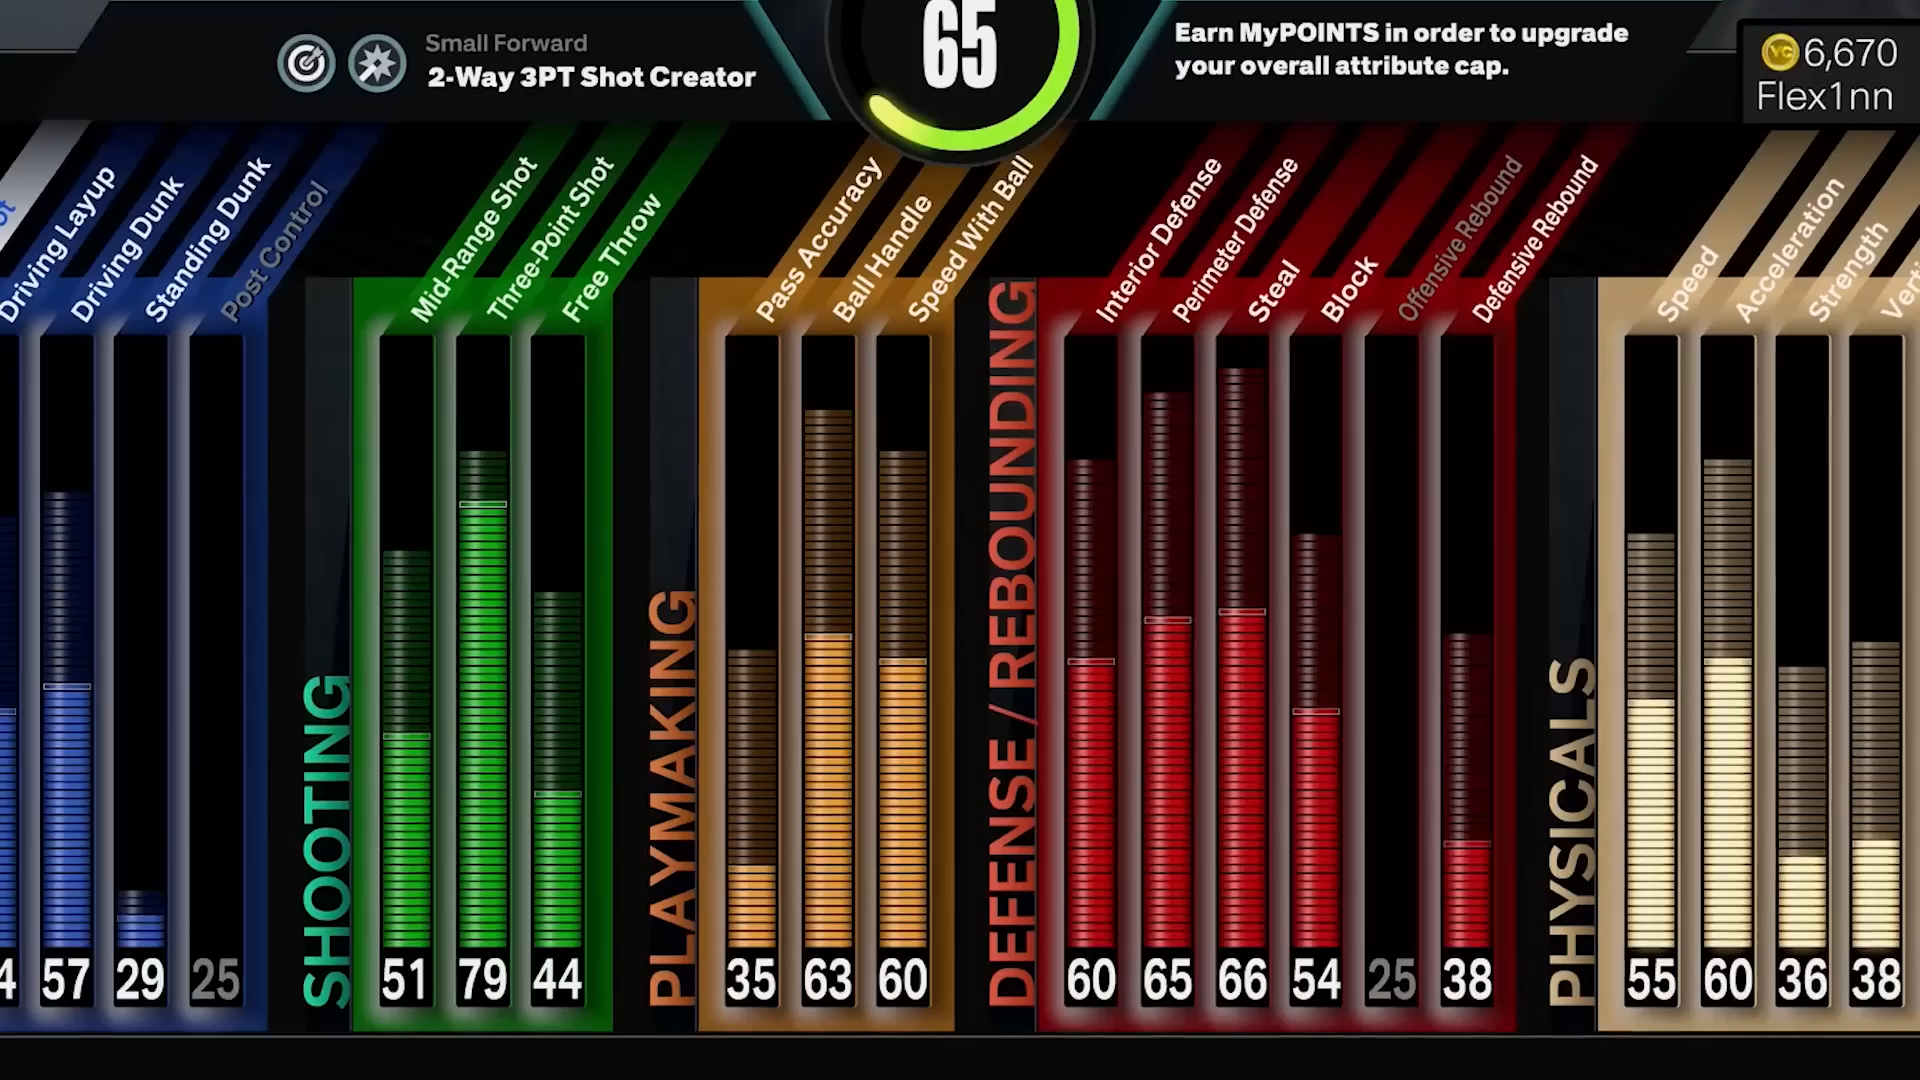 Small Forward
2-Way 3PT Shot Creator
65
Earn MyPOINTS in order to upgrade
your overall attribute cap.
VC 6,670
Flex1nn
Driving Layup
Driving Dunk
Standing Dunk
Post Control
Mid-Range Shot
Three-Point Shot
Free Throw
Pass Accuracy
Ball Handle
Speed With Ball
Interior Defense
Perimeter Defense
Steal
Block
Offensive Rebound
Defensive Rebound
Speed
Acceleration
Strength
SHOOTING
PLAYMAKING
DEFENSE / REBOUNDING
PHYSICALS
4 57 29 25
51 79 44
35 63 60
60 65 66 54 25 38
55 60 36 38